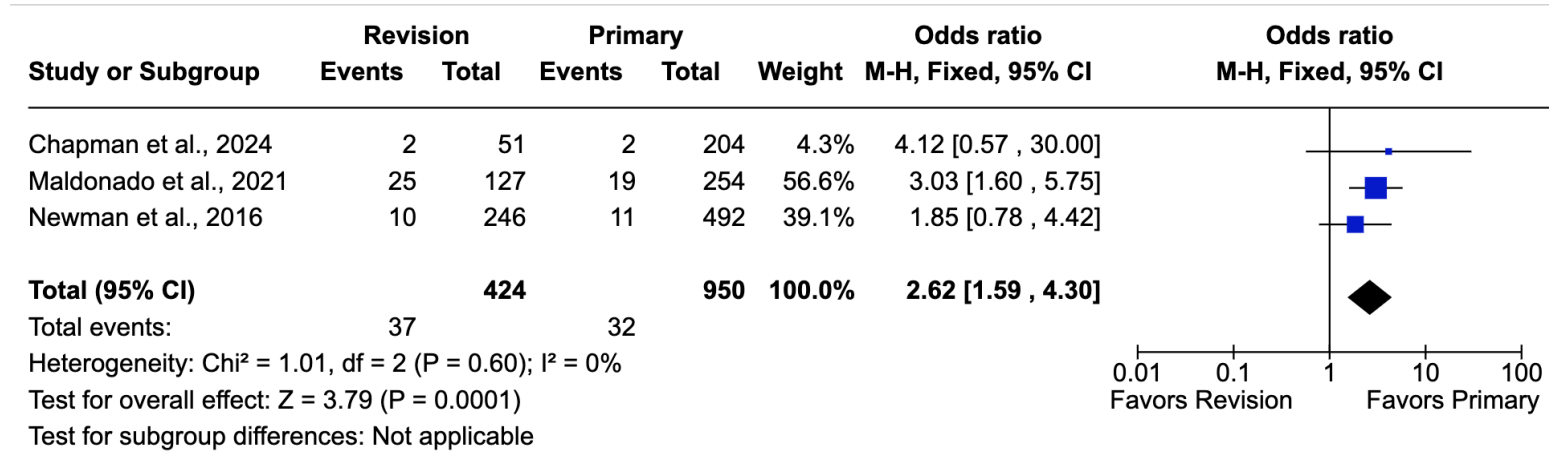 Revision Primary Odds ratio Odds ratio
Study or Subgroup Events Total Events Total Weight M-H, Fixed, 95% CI M-H, Fixed, 95% CI
Chapman et al., 2024 2 51 2 204 4.3% 4.12 [0.57 , 30.00]
Maldonado et al., 2021 25 127 19 254 56.6% 3.03 [1.60 , 5.75]
Newman et al., 2016 10 246 11 492 39.1% 1.85 [0.78 , 4.42]
Total (95% CI) 424 950 100.0% 2.62 [1.59 , 4.30]
Total events: 37 32
Heterogeneity: Chi² = 1.01, df = 2 (P = 0.60); I² = 0%
Test for overall effect: Z = 3.79 (P = 0.0001)
Test for subgroup differences: Not applicable
0.01 0.1 1 10 100
Favors Revision Favors Primary